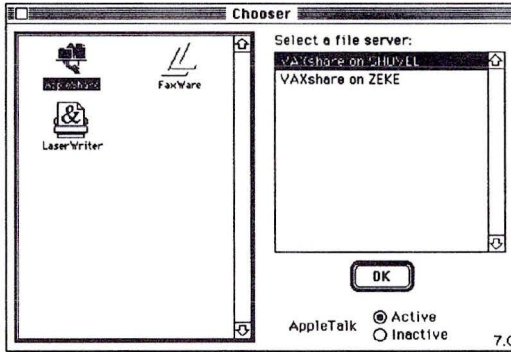 Chooser
AppleShare
FaxWare
LaserWriter
Select a file server:
VAXshare on SHOVEL
VAXshare on ZEKE
OK
AppleTalk
Active
Inactive
7.0